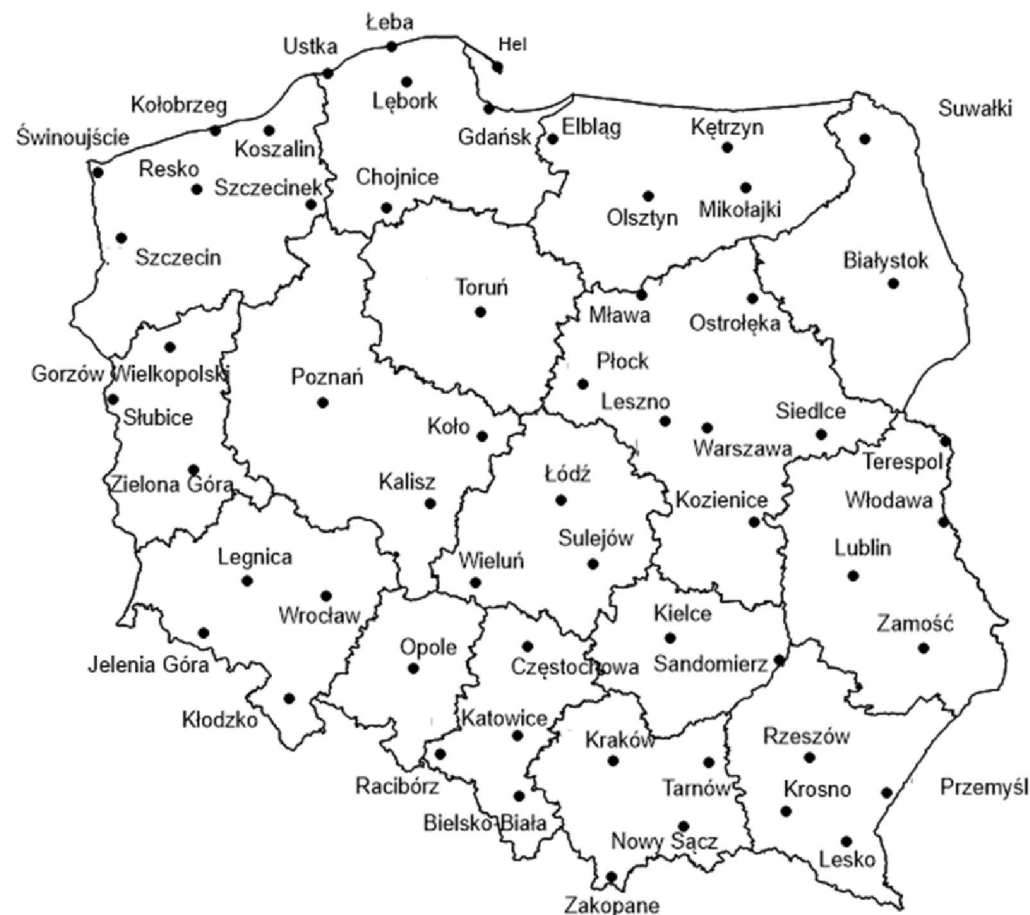 Łeba
Ustka
Hel
Lębork
Kołobrzeg
Gdańsk
Elbląg
Kętrzyn
Suwałki
Świnoujście
Koszalin
Resko
Szczecinek
Chojnice
Olsztyn
Mikołajki
Szczecin
Białystok
Toruń
Mława
Ostrołęka
Gorzów Wielkopolski
Poznań
Płock
Słubice
Leszno
Siedlce
Koło
Warszawa
Terespol
Zielona Góra
Kalisz
Łódź
Kozienice
Włodawa
Legnica
Wieluń
Sulejów
Lublin
Wrocław
Kielce
Zamość
Jelenia Góra
Opole
Częstochowa
Sandomierz
Kłodzko
Katowice
Kraków
Rzeszów
Racibórz
Tarnów
Krosno
Przemyśl
Bielsko-Biała
Nowy Sącz
Lesko
Zakopane